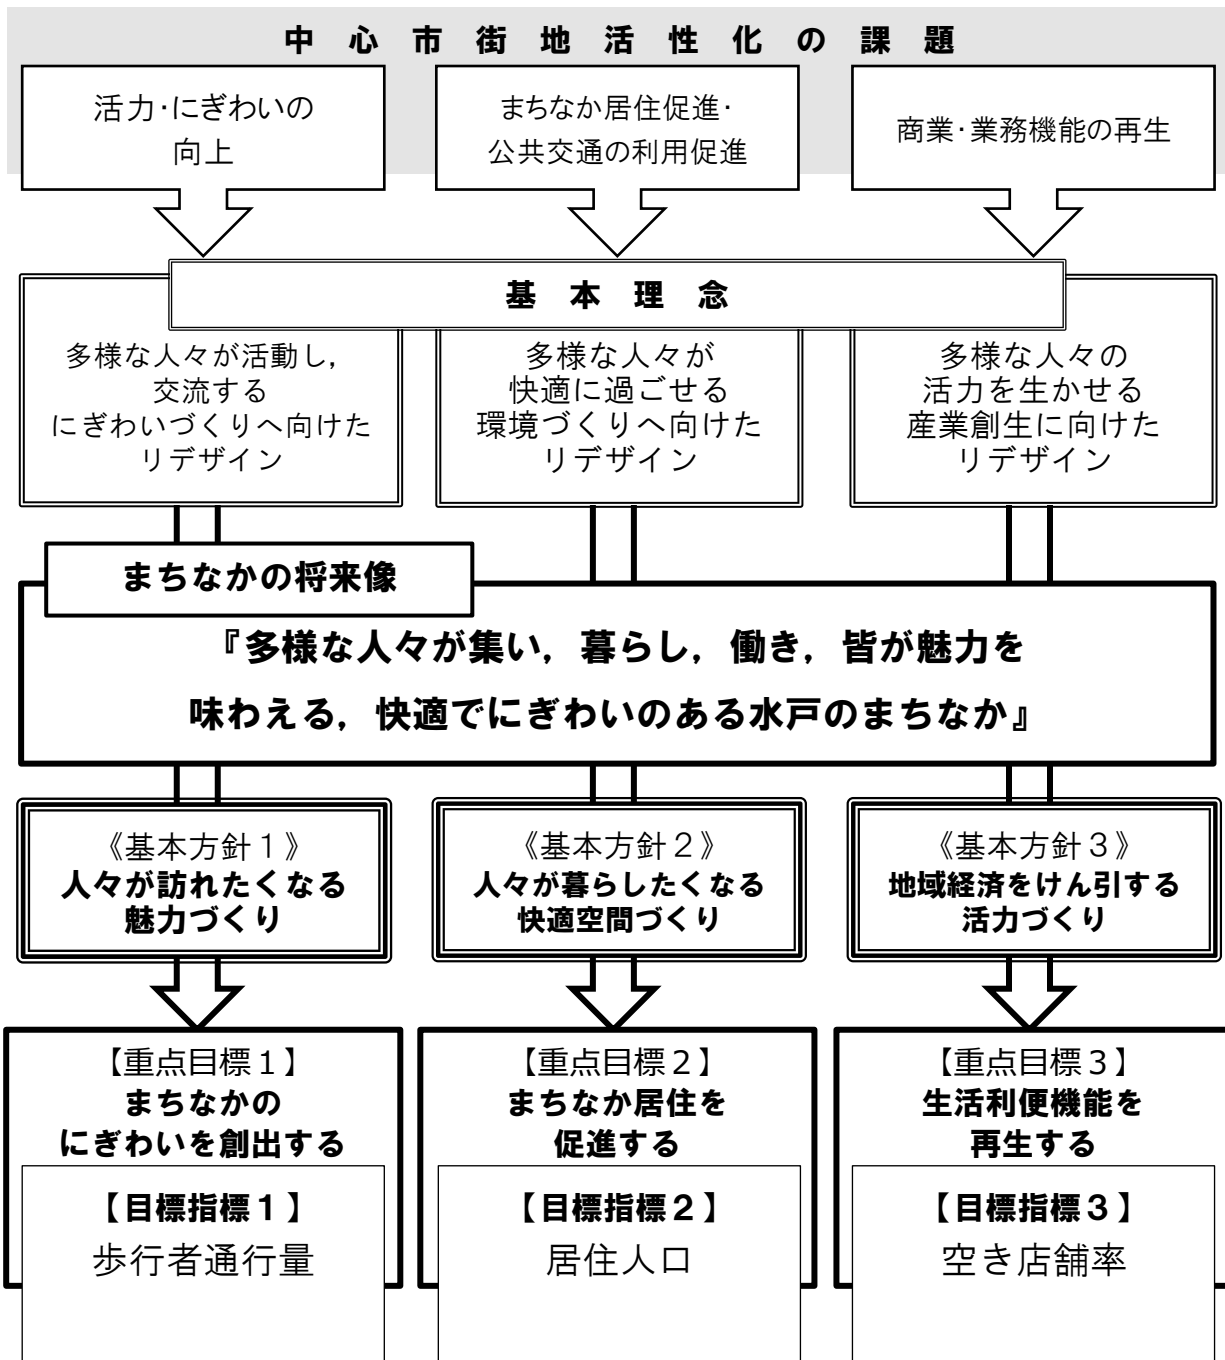 中心市街地活性化の課題
活力・にぎわいの
向上
まちなか居住促進・
公共交通の利用促進
商業・業務機能の再生
基本理念
多様な人々が活動し，
交流する
にぎわいづくりへ向けた
リデザイン
多様な人々が
快適に過ごせる
環境づくりへ向けた
リデザイン
多様な人々の
活力を生かせる
産業創生に向けた
リデザイン
まちなかの将来像
『多様な人々が集い，暮らし，働き，皆が魅力を
味わえる，快適でにぎわいのある水戸のまちなか』
《基本方針１》
人々が訪れたくなる
魅力づくり
《基本方針２》
人々が暮らしたくなる
快適空間づくり
《基本方針３》
地域経済をけん引する
活力づくり
【重点目標１】
まちなかの
にぎわいを創出する
【目標指標１】
歩行者通行量
【重点目標２】
まちなか居住を
促進する
【目標指標２】
居住人口
【重点目標３】
生活利便機能を
再生する
【目標指標３】
空き店舗率